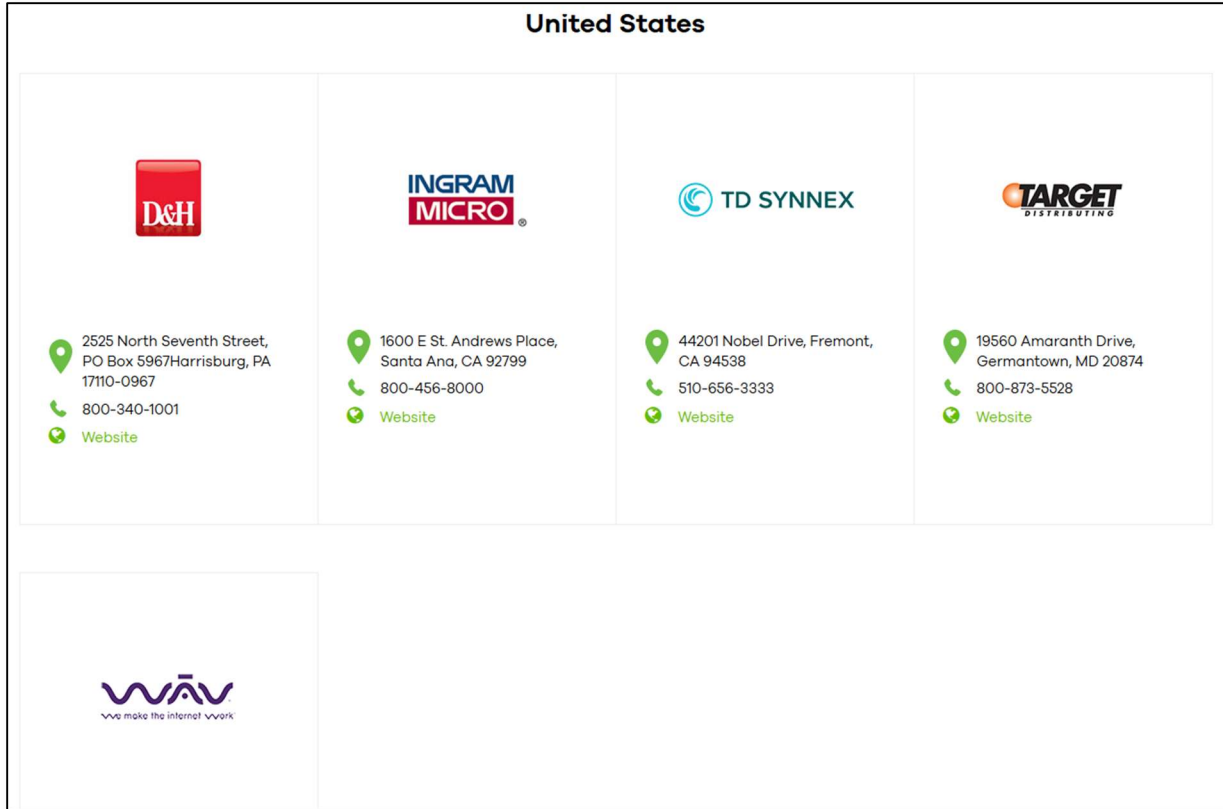 United States
D&H
2525 North Seventh Street,
PO Box 5967Harrisburg, PA
17110-0967
800-340-1001
Website
INGRAM
MICRO ®
1600 E St. Andrews Place,
Santa Ana, CA 92799
800-456-8000
Website
TD SYNNEX
44201 Nobel Drive, Fremont,
CA 94538
510-656-3333
Website
TARGET
DISTRIBUTING
19560 Amaranth Drive,
Germantown, MD 20874
800-873-5528
Website
WĀV
We make the internet work